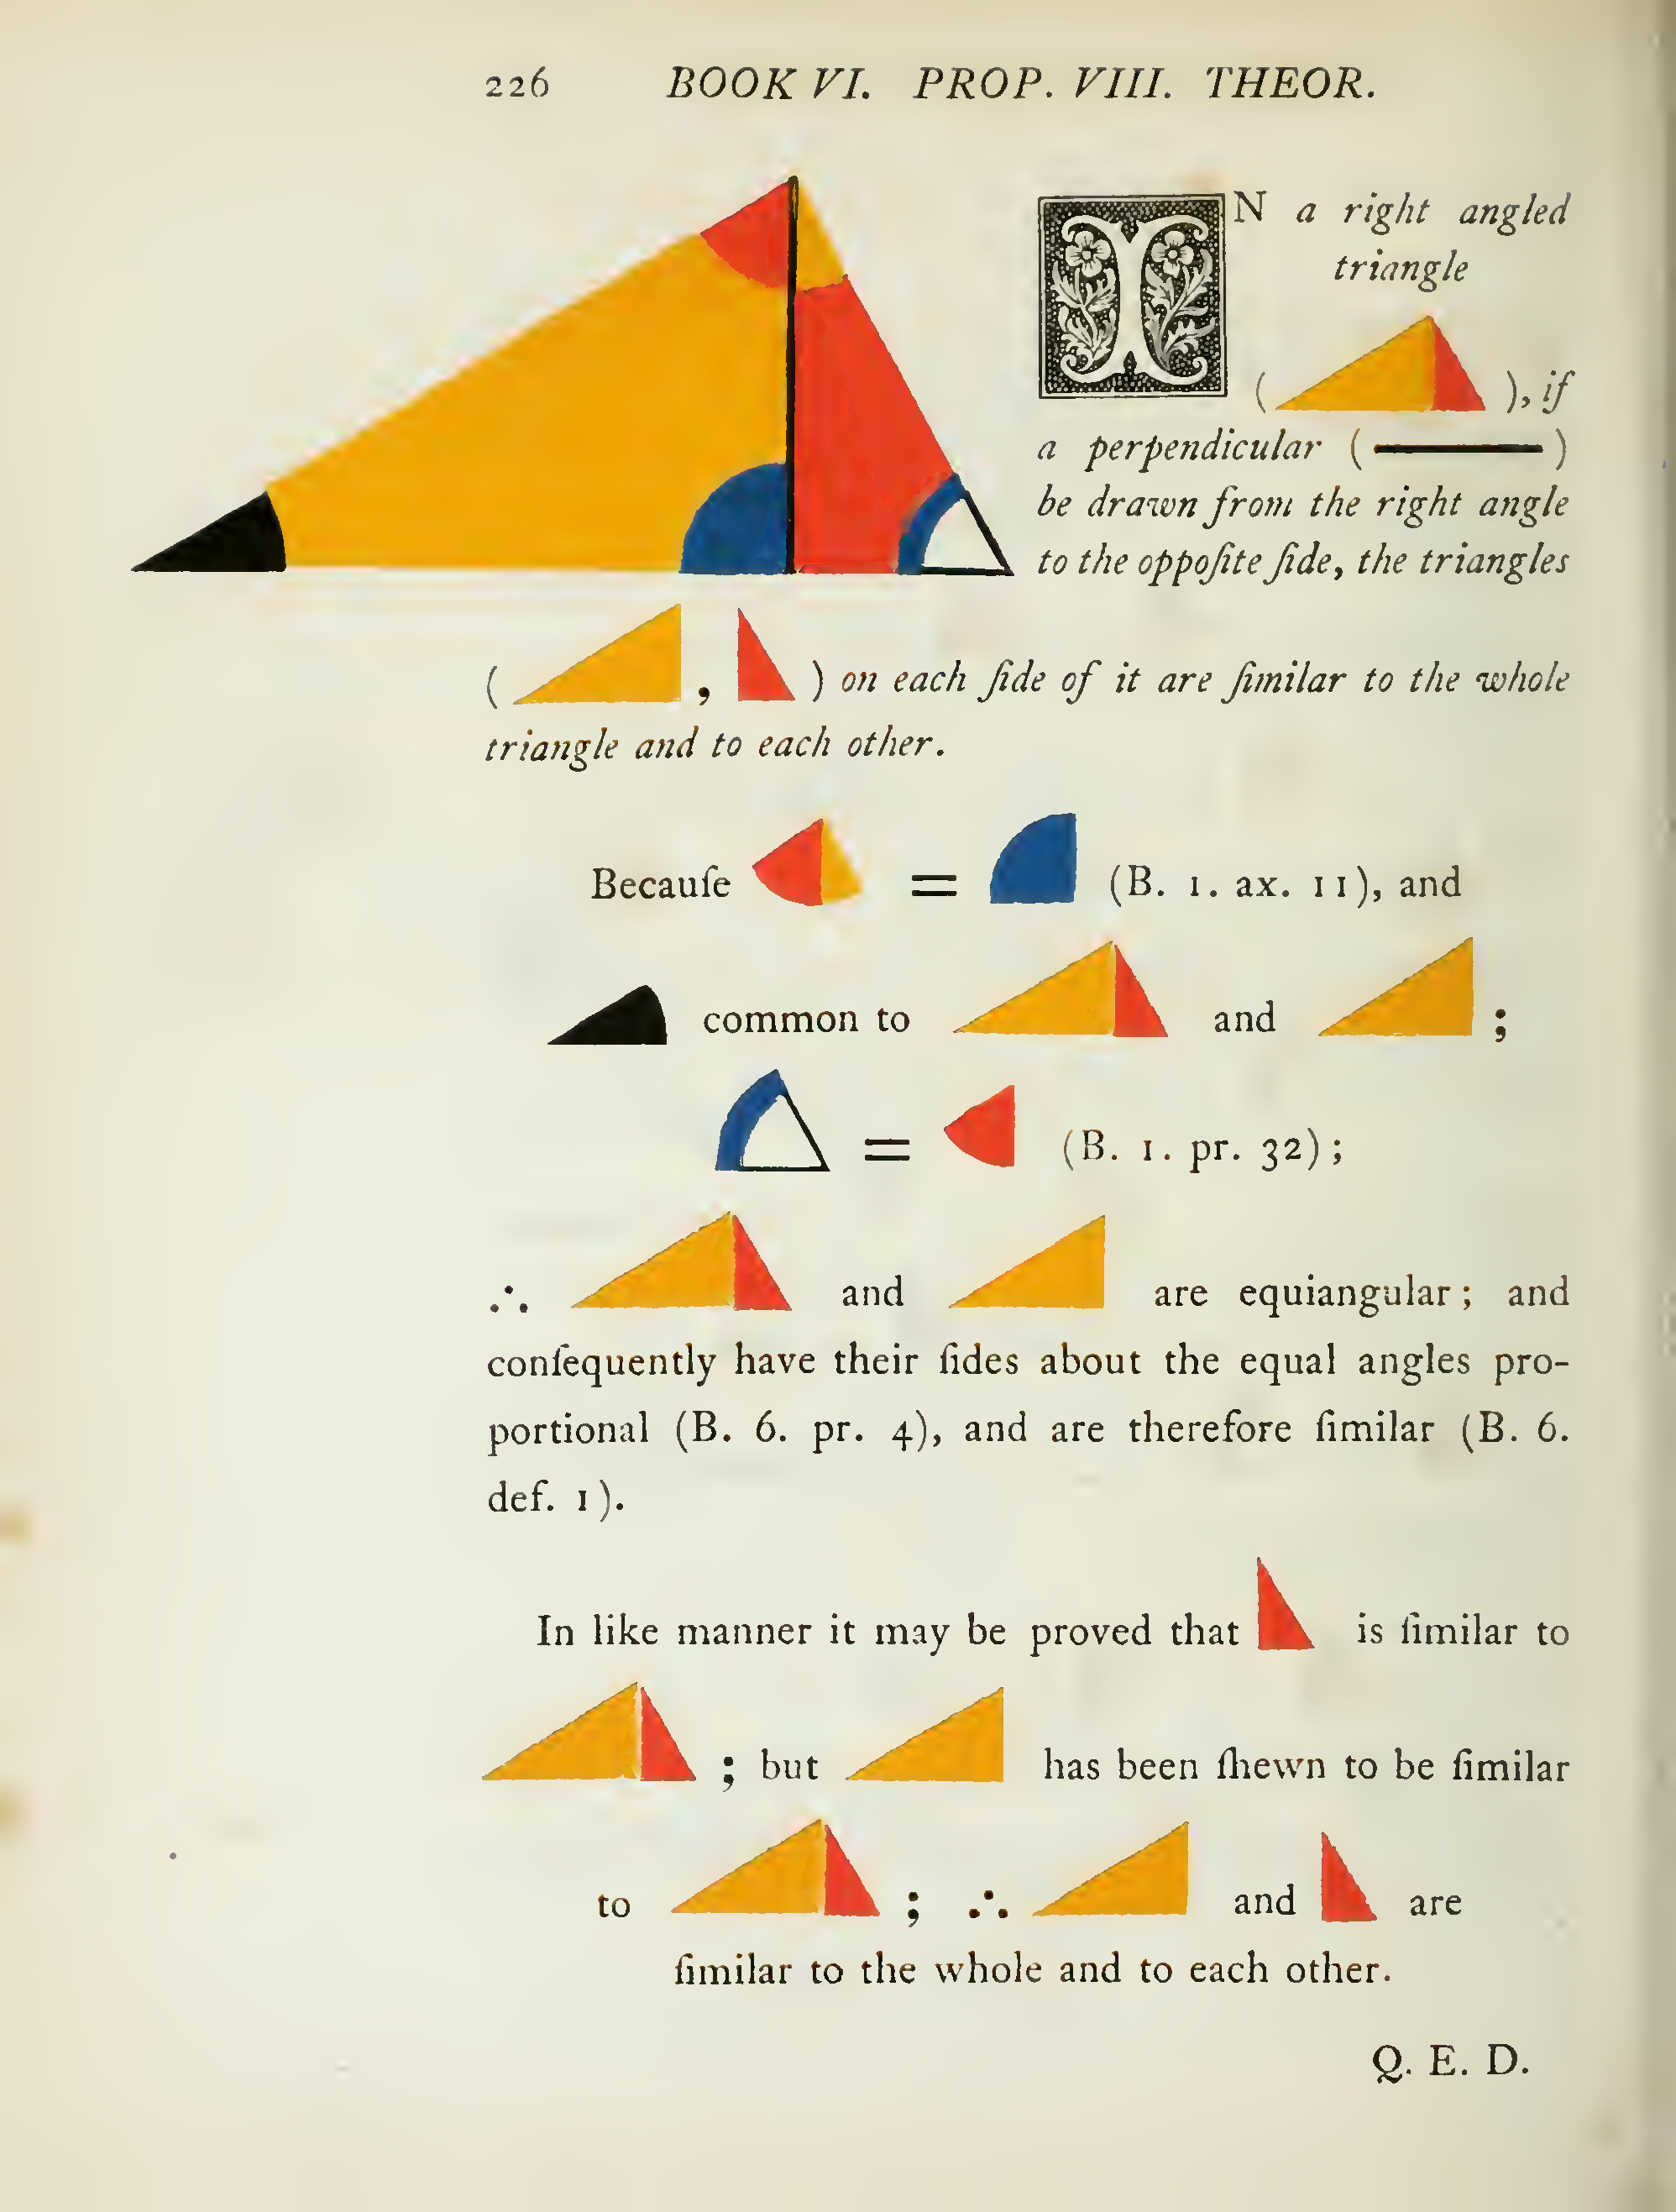 226 BOOK VI. PROP. VIII. THEOR.
IN a right angled
triangle
( ), if
a perpendicular ( )
be drawn from the right angle
to the oppoſite ſide, the triangles
( , ) on each ſide of it are ſimilar to the whole
triangle and to each other.
Becauſe = (B. 1. ax. 11), and
common to and ;
= (B. 1. pr. 32);
∴ and are equiangular; and
conſequently have their ſides about the equal angles pro-
portional (B. 6. pr. 4), and are therefore ſimilar (B. 6.
def. 1).
In like manner it may be proved that is ſimilar to
; but has been ſhewn to be ſimilar
to ; ∴ and are
ſimilar to the whole and to each other.
Q. E. D.